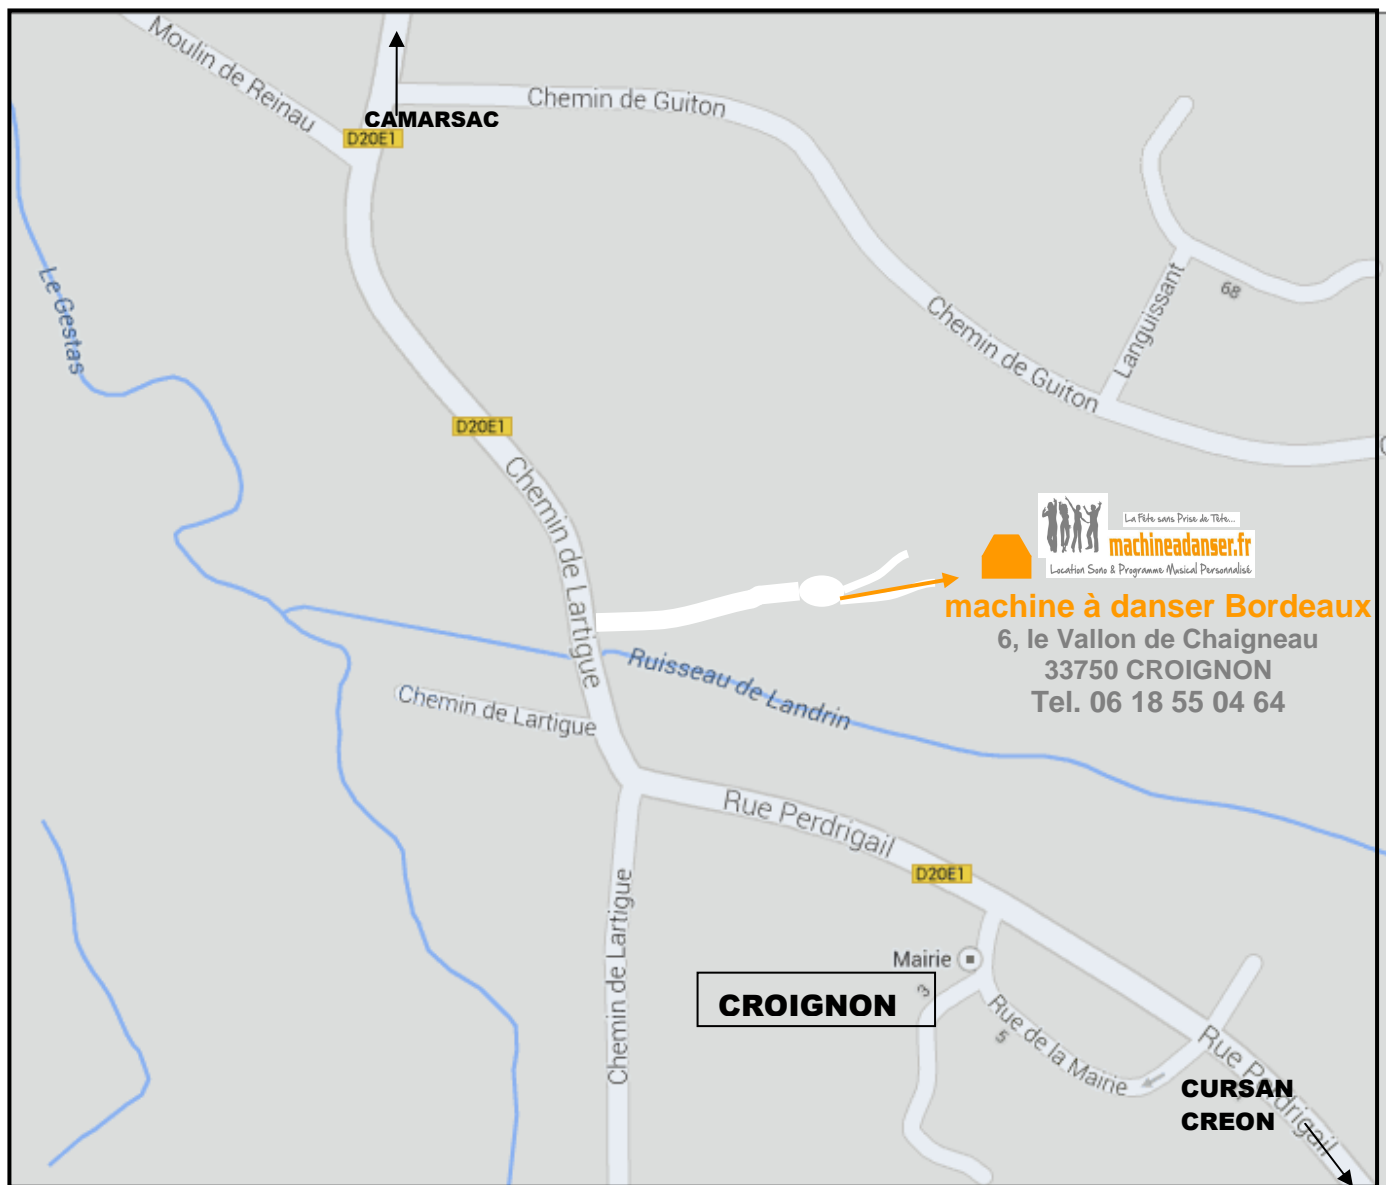 Moulin de Reinau
CAMARSAC
D20E1
Chemin de Guiton
Le Gestas
68
Languissant
Chemin de Guiton
D20E1
Chemin de Lartigue
La Fête sans Prise de Tête...
machineadanser.fr
Location Sono & Programme Musical Personnalisé
machine à danser Bordeaux
6, le Vallon de Chaigneau
33750 CROIGNON
Tel. 06 18 55 04 64
Ruisseau de Landrin
Chemin de Lartigue
Rue Perdrigail
D20E1
Chemin de Lartigue
Mairie
CROIGNON
3
5
Rue de la Mairie
Rue Perdrigail
CURSAN
CREON